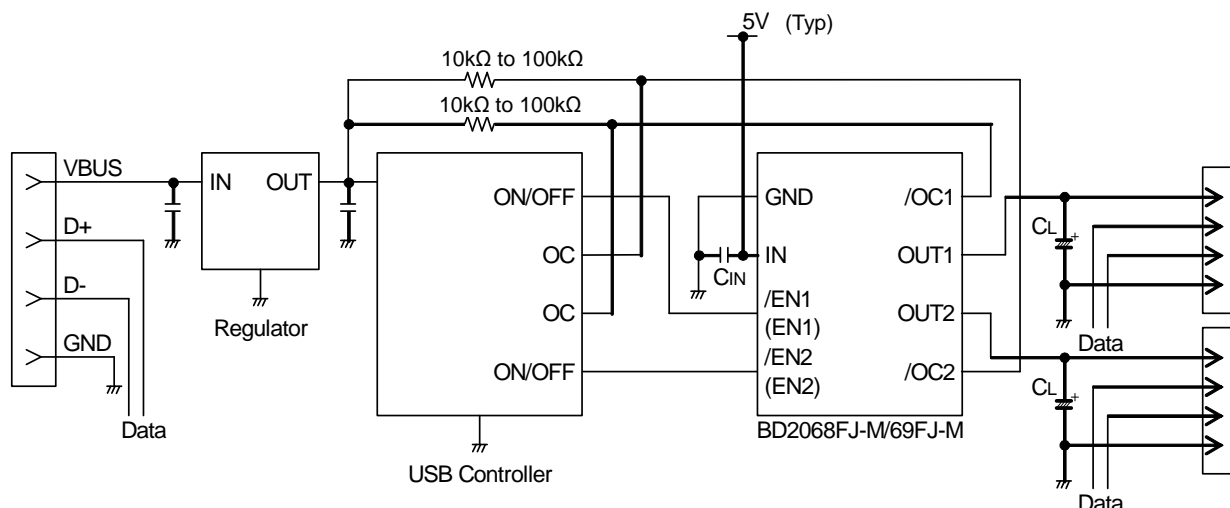 5V (Typ)
10kΩ to 100kΩ
10kΩ to 100kΩ
VBUS
D+
D-
GND
Data
IN
OUT
Regulator
ON/OFF
OC
OC
ON/OFF
USB Controller
GND
IN
CIN
/EN1
(EN1)
/EN2
(EN2)
/OC1
OUT1
OUT2
/OC2
BD2068FJ-M/69FJ-M
CL
+
Data
CL
+
Data